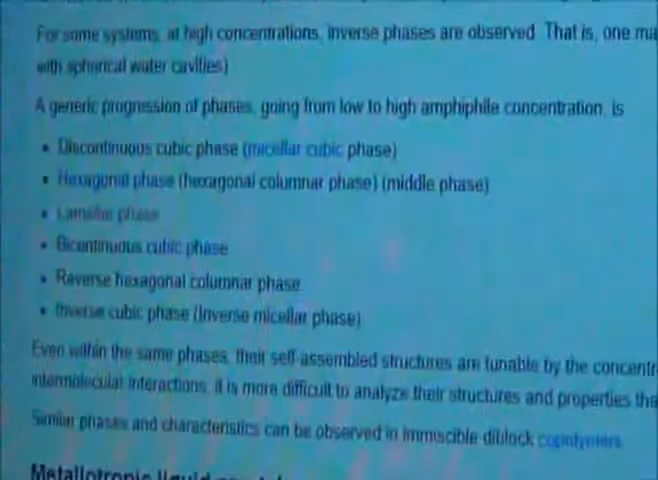 For some systems, at high concentrations, inverse phases are observed. That is, one ma
with spherical water cavities)
A generic progression of phases, going from low to high amphiphile concentration, is
• Discontinuous cubic phase (micellar cubic phase)
• Hexagonal phase (hexagonal columnar phase) (middle phase)
• Lamellar phase
• Bicontinuous cubic phase
• Reverse hexagonal columnar phase
• Inverse cubic phase (Inverse micellar phase)
Even within the same phases, their self-assembled structures are tunable by the concentr
intermolecular interactions, it is more difficult to analyze their structures and properties tha
Similar phases and characteristics can be observed in immiscible diblock copolymers
Metallotropic liquid